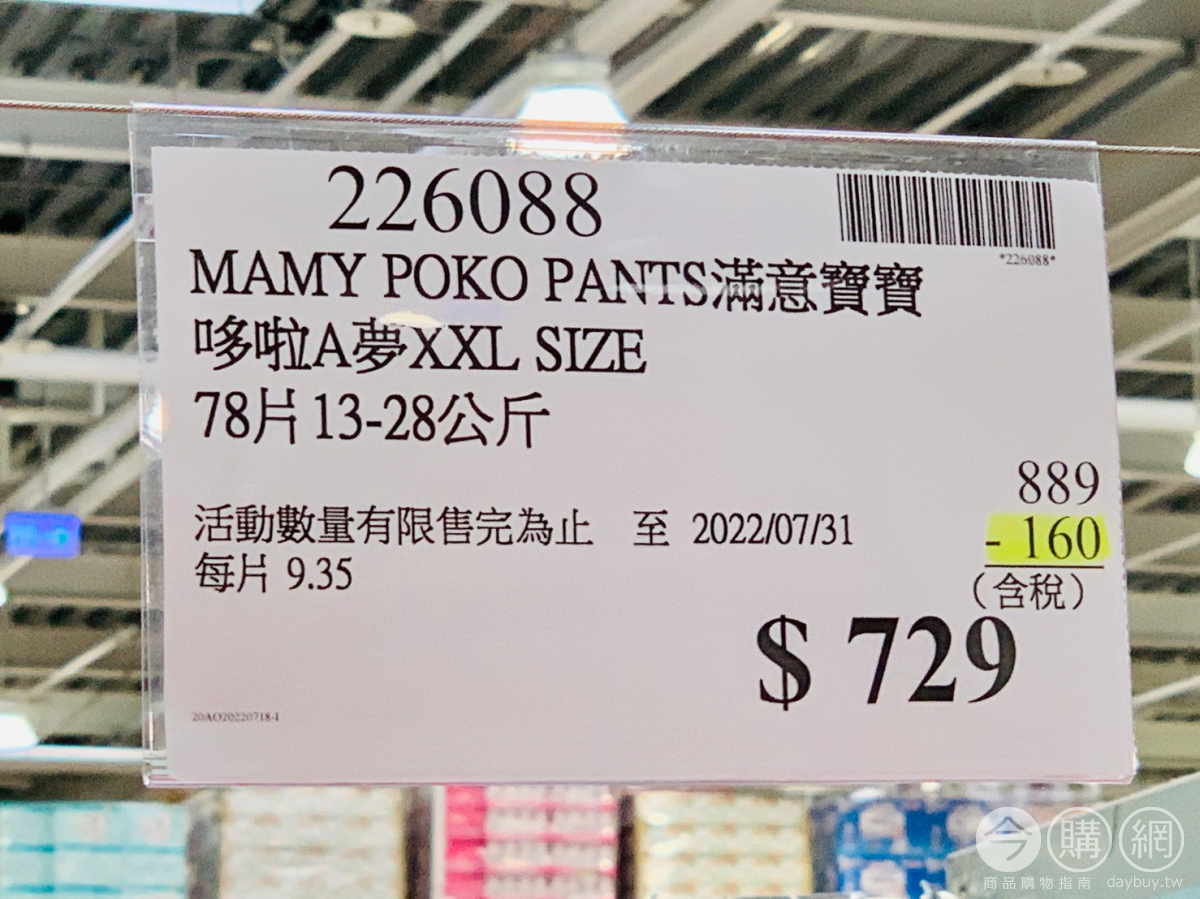 226088
*226088*
MAMY POKO PANTS滿意寶寶
哆啦A夢XXL SIZE
78片 13-28公斤
889
- 160
活動數量有限售完為止 至 2022/07/31
每片 9.35
(含稅)
$ 729
20AO20220718-1
今購網
商品購物指南 daybuy.tw